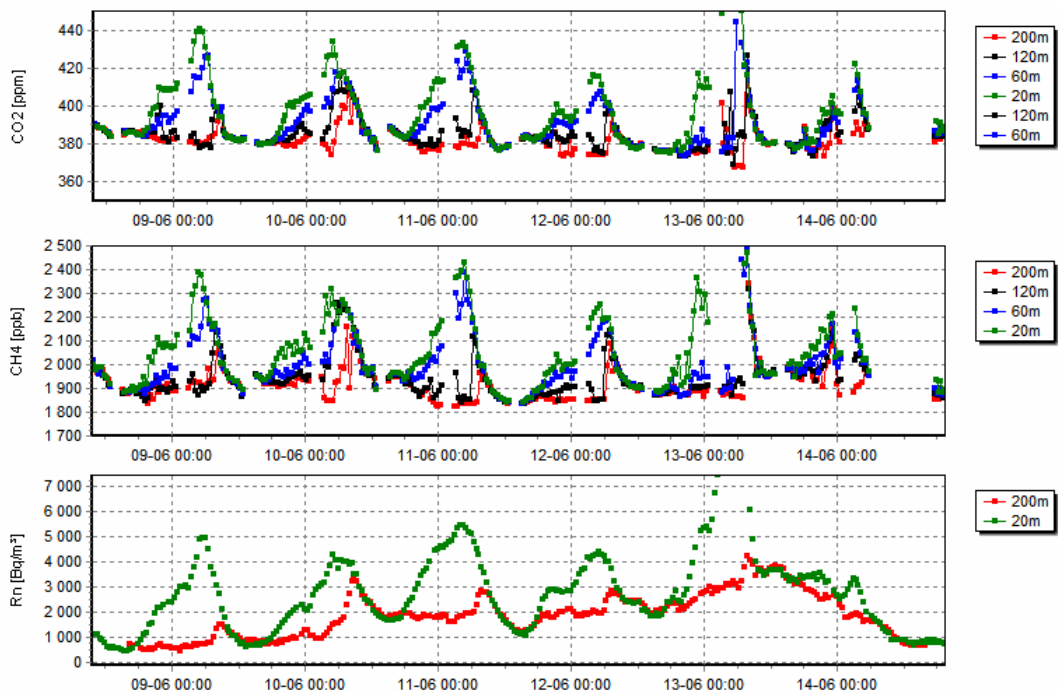 440
420
400
380
360
CO2 [ppm]
09-06 00:00 10-06 00:00 11-06 00:00 12-06 00:00 13-06 00:00 14-06 00:00
200m
120m
60m
20m
120m
60m
2 500
2 400
2 300
2 200
2 100
2 000
1 900
1 800
1 700
CH4 [ppb]
09-06 00:00 10-06 00:00 11-06 00:00 12-06 00:00 13-06 00:00 14-06 00:00
200m
120m
60m
20m
7 000
6 000
5 000
4 000
3 000
2 000
1 000
0
Rn [Bq/m³]
09-06 00:00 10-06 00:00 11-06 00:00 12-06 00:00 13-06 00:00 14-06 00:00
200m
20m